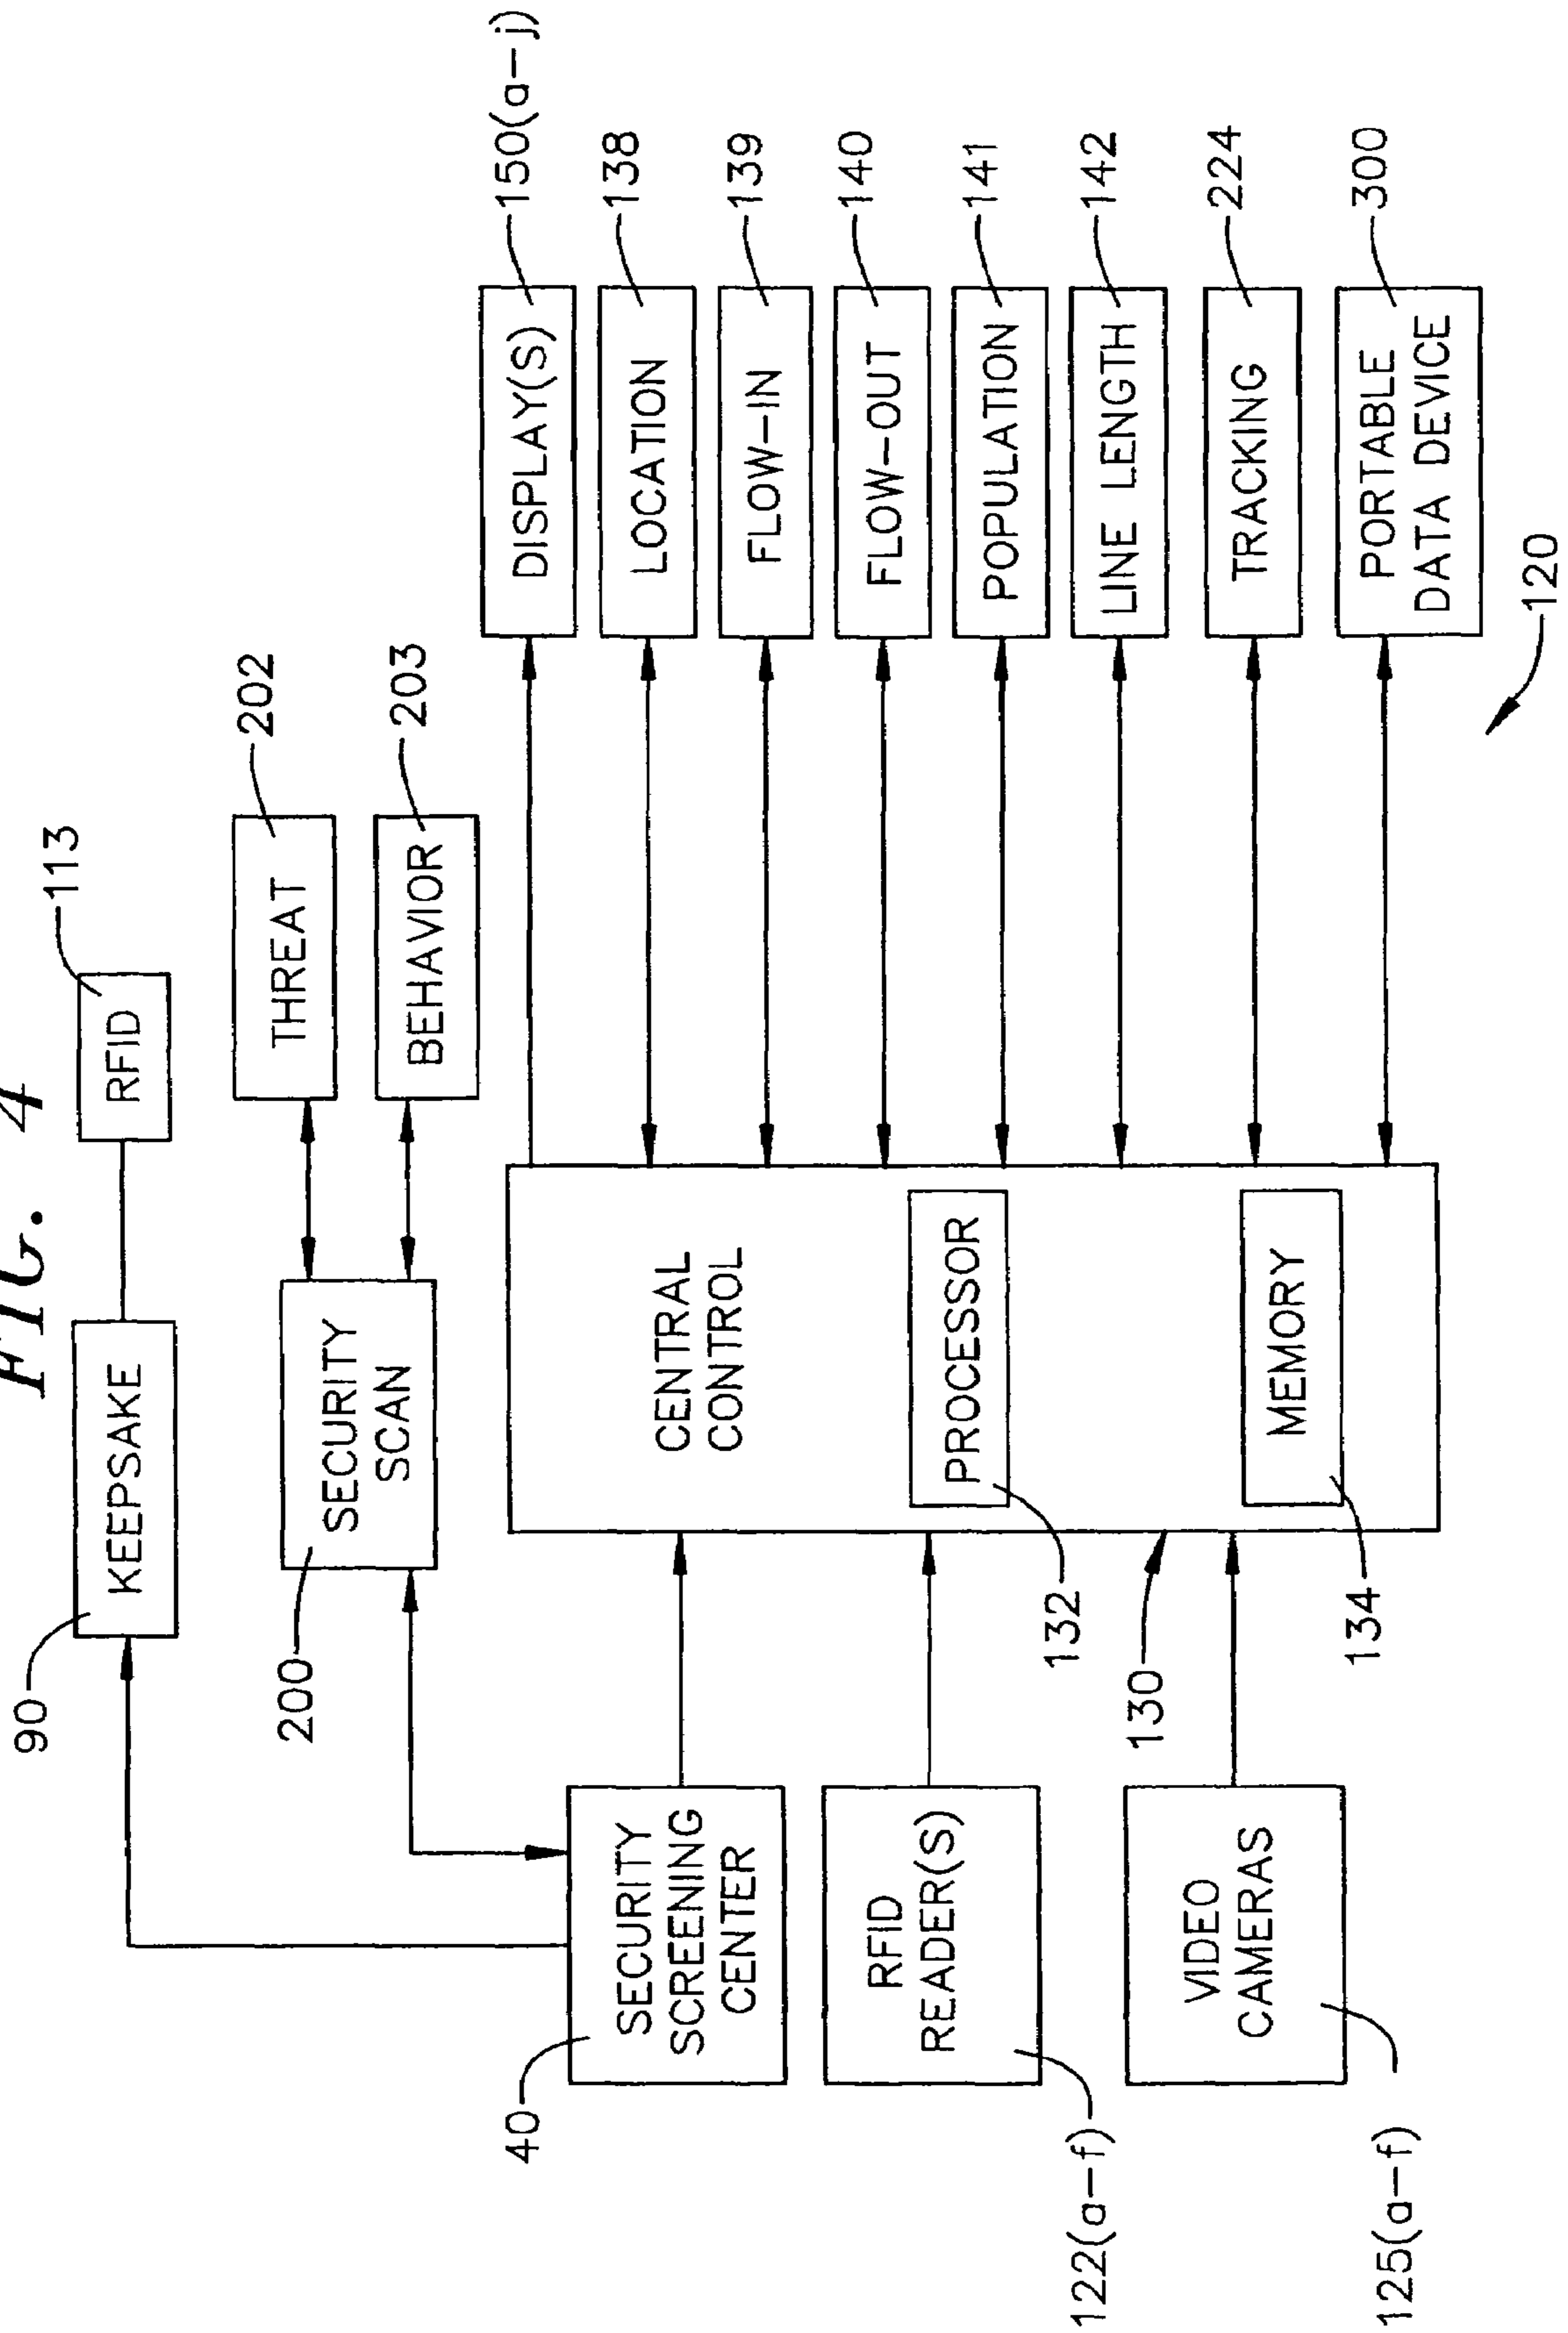 FIG. 4
90
KEEPSAKE
RFID
113
200
SECURITY
SCAN
THREAT
202
BEHAVIOR
203
40
SECURITY
SCREENING
CENTER
RFID
READER(S)
122(a-f)
VIDEO
CAMERAS
125(a-f)
CENTRAL
CONTROL
PROCESSOR
132
130
MEMORY
134
DISPLAY(S)
150(a-j)
LOCATION
138
FLOW-IN
139
FLOW-OUT
140
POPULATION
141
LINE LENGTH
142
TRACKING
224
PORTABLE
DATA DEVICE
300
120